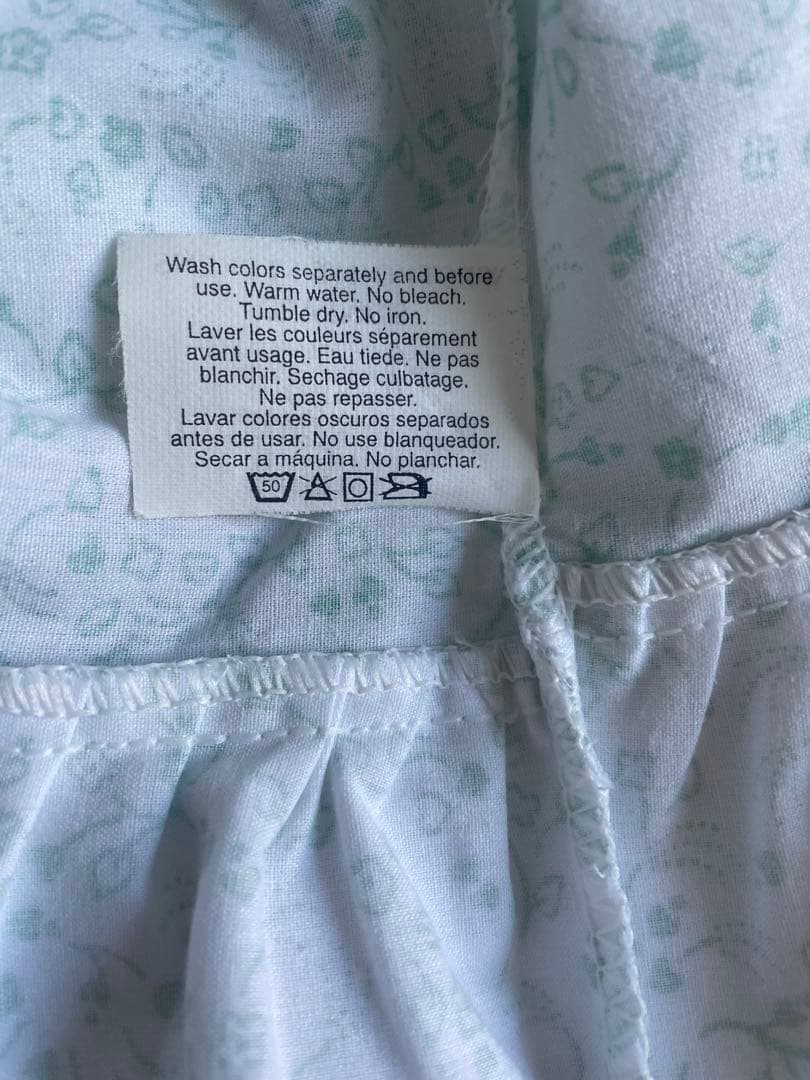 Wash colors separately and before
use. Warm water. No bleach.
Tumble dry. No iron.
Laver les couleurs séparement
avant usage. Eau tiede. Ne pas
blanchir. Sechage culbatage.
Ne pas repasser.
Lavar colores oscuros separados
antes de usar. No use blanqueador.
Secar a máquina. No planchar.
50